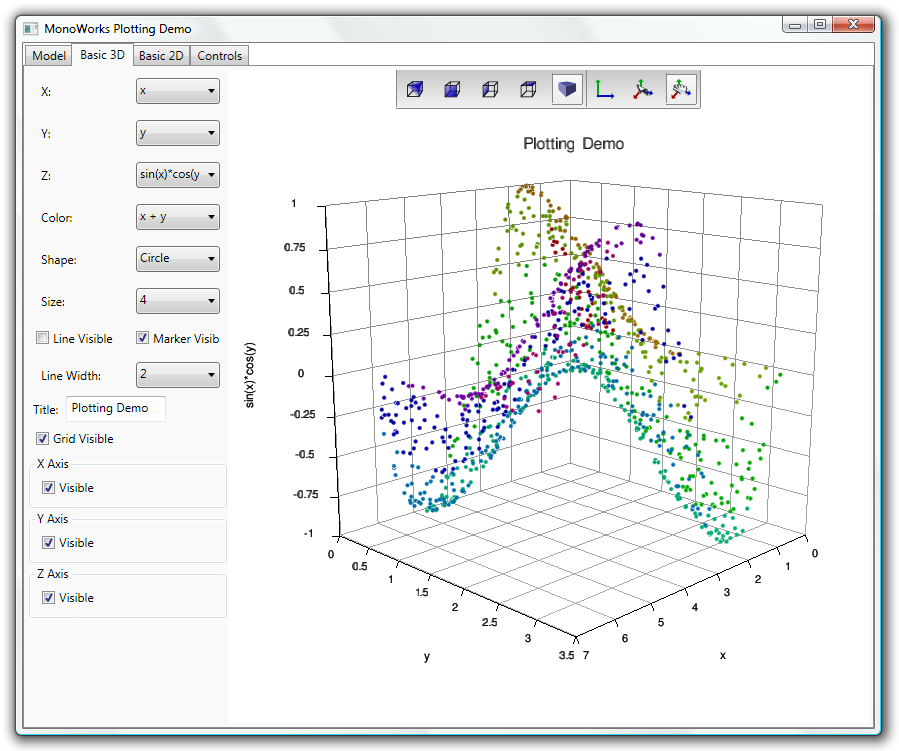 MonoWorks Plotting Demo
Model Basic 3D Basic 2D Controls
X: x
Y: y
Z: sin(x)*cos(y
Color: x + y
Shape: Circle
Size: 4
Line Visible Marker Visib
Line Width: 2
Title: Plotting Demo
Grid Visible
X Axis
Visible
Y Axis
Visible
Z Axis
Visible
Plotting Demo
1
0.75
0.5
0.25
0
-0.25
-0.5
-0.75
-1
sin(x)*cos(y)
0
0.5
1
1.5
2
2.5
3
3.5
y
7
6
5
4
3
2
1
0
x